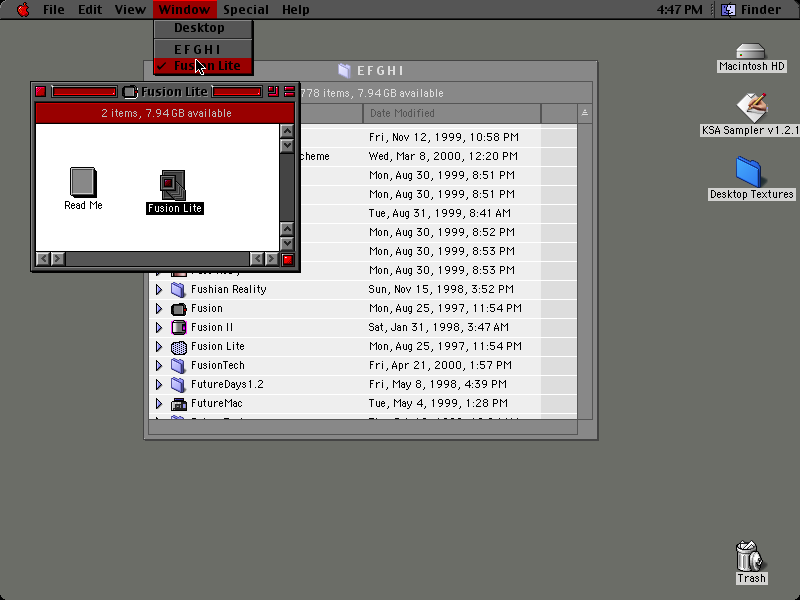 File Edit View Window Special Help 4:47 PM Finder
Desktop
E F G H I
Fusion Lite
E F G H I
778 items, 7.94 GB available
Date Modified
Fusion Lite
2 items, 7.94 GB available
Read Me
Fusion Lite
Fri, Nov 12, 1999, 10:58 PM
cheme Wed, Mar 8, 2000, 12:20 PM
Mon, Aug 30, 1999, 8:51 PM
Mon, Aug 30, 1999, 8:51 PM
Tue, Aug 31, 1999, 8:41 AM
Mon, Aug 30, 1999, 8:52 PM
Mon, Aug 30, 1999, 8:53 PM
Mon, Aug 30, 1999, 8:53 PM
Fushian Reality Sun, Nov 15, 1998, 3:52 PM
Fusion Mon, Aug 25, 1997, 11:54 PM
Fusion II Sat, Jan 31, 1998, 3:47 AM
Fusion Lite Mon, Aug 25, 1997, 11:54 PM
FusionTech Fri, Apr 21, 2000, 1:57 PM
FutureDays1.2 Fri, May 8, 1998, 4:39 PM
FutureMac Tue, May 4, 1999, 1:28 PM
Macintosh HD
KSA Sampler v1.2.1
Desktop Textures
Trash